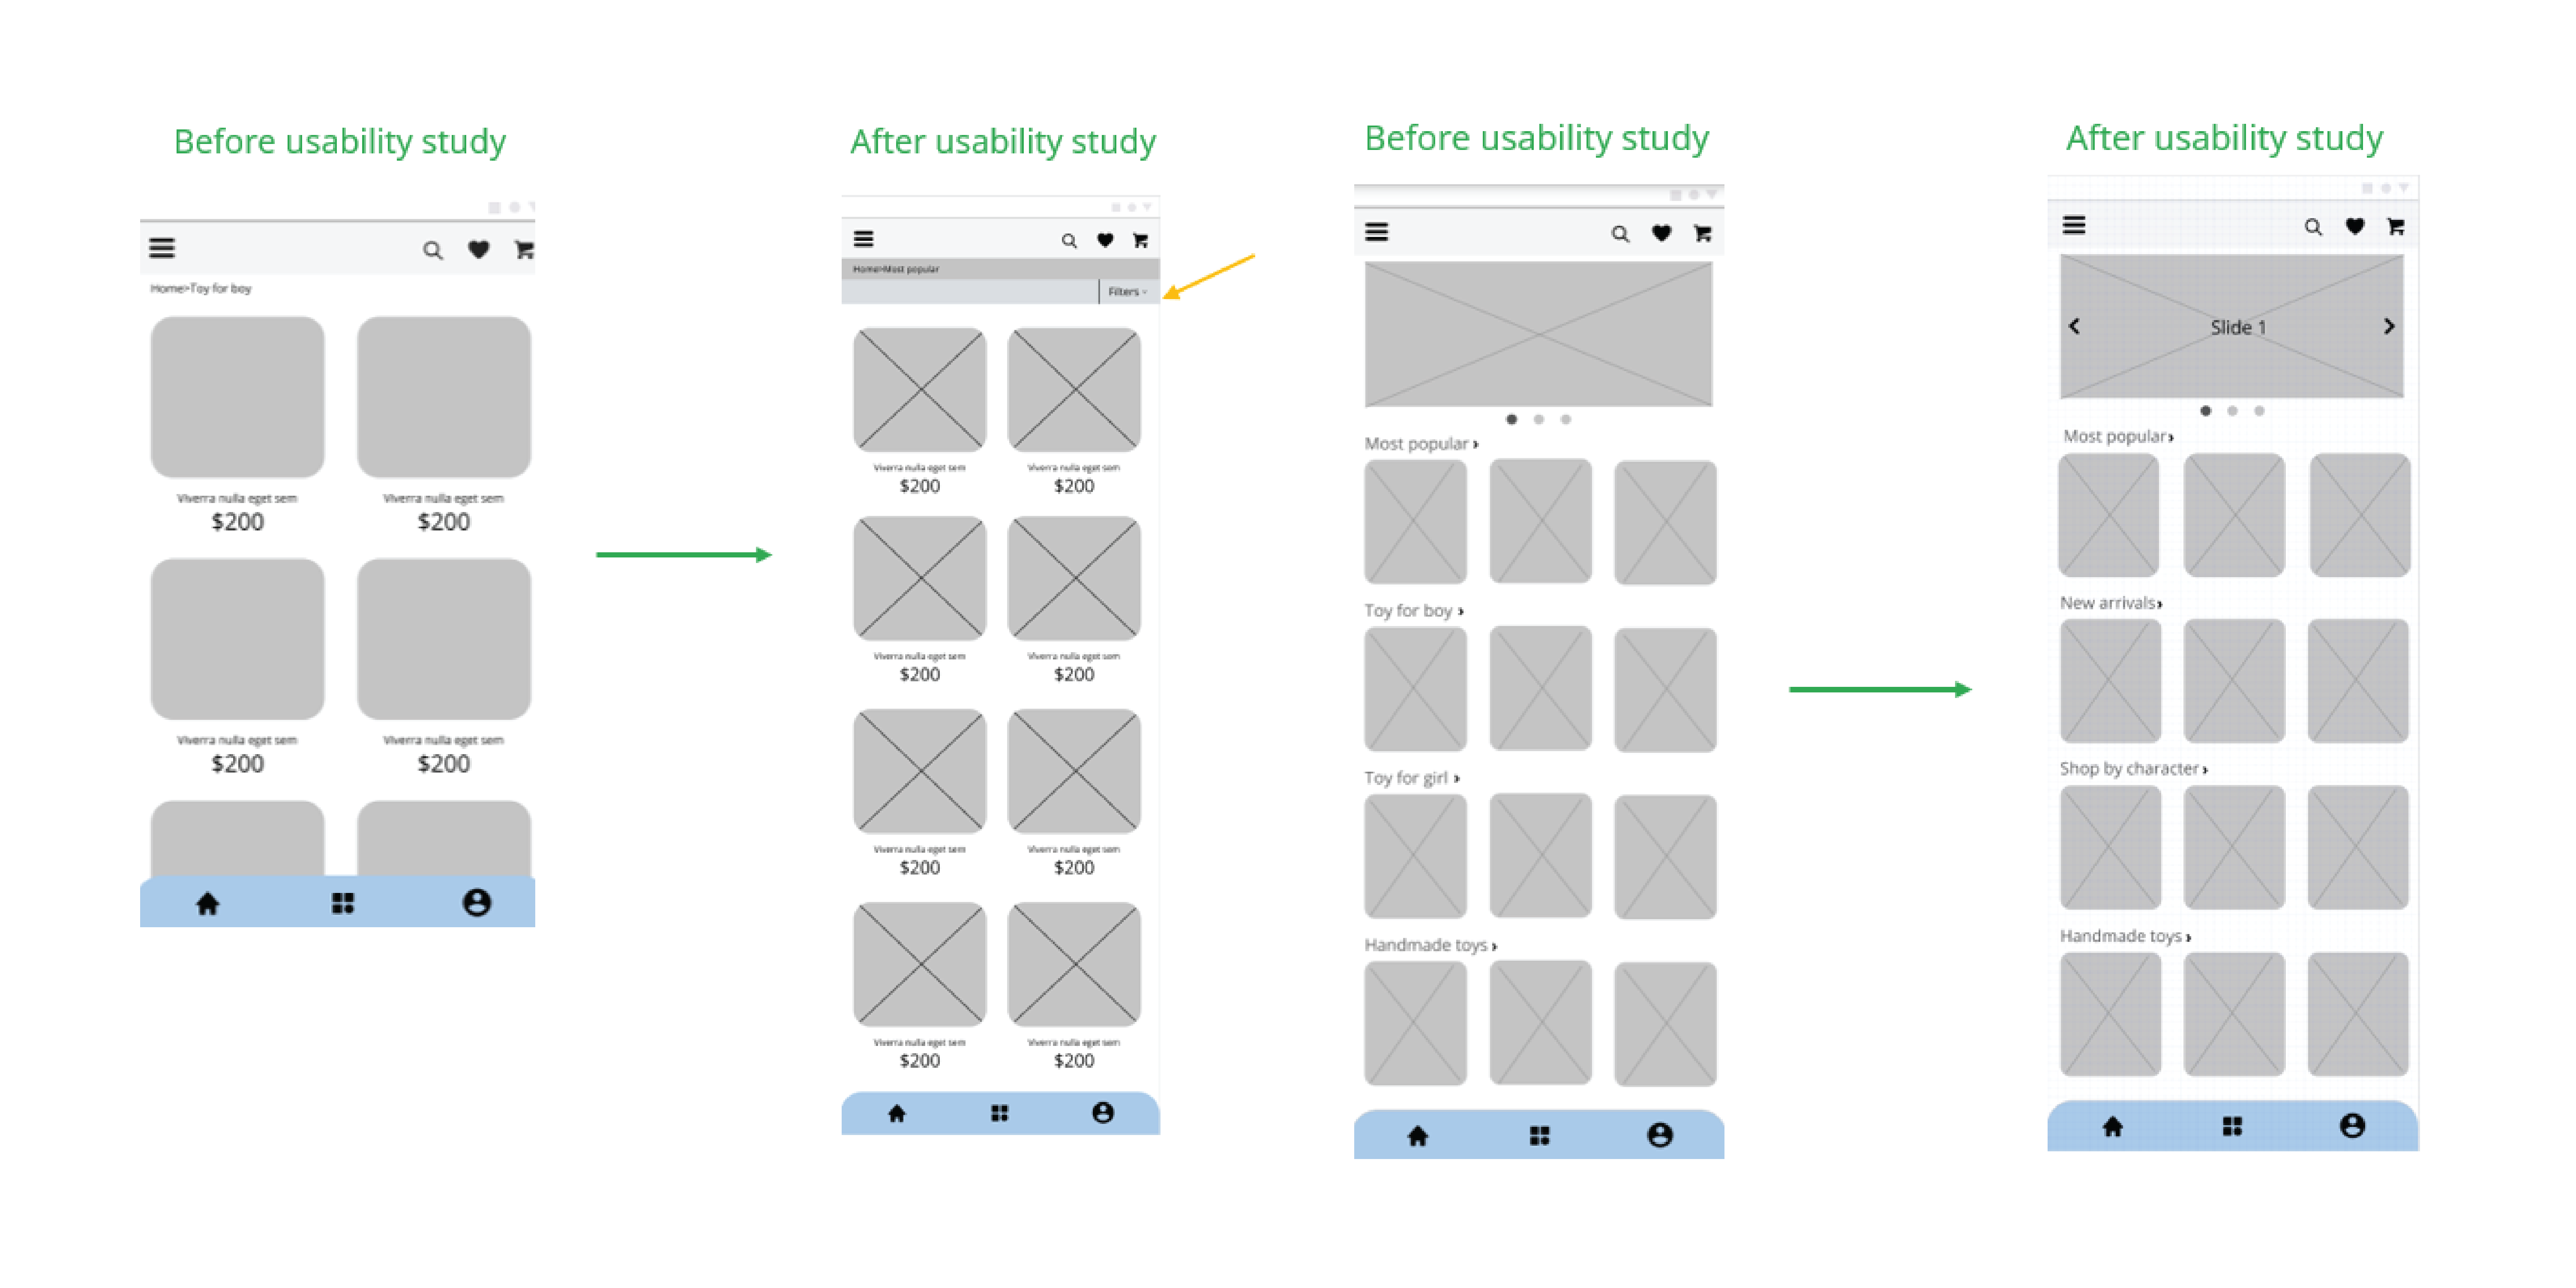 Before usability study
Home>Toy for boy
Viverra nulla eget sem
Viverra nulla eget sem
$200
$200
Viverra nulla eget sem
Viverra nulla eget sem
$200
$200
After usability study
Home>Most popular
Filters
Viverra nulla eget sem
Viverra nulla eget sem
$200
$200
Viverra nulla eget sem
Viverra nulla eget sem
$200
$200
Viverra nulla eget sem
Viverra nulla eget sem
$200
$200
Viverra nulla eget sem
Viverra nulla eget sem
$200
$200
Before usability study
Most popular ›
Toy for boy ›
Toy for girl ›
Handmade toys ›
After usability study
Slide 1
Most popular›
New arrivals›
Shop by character ›
Handmade toys ›